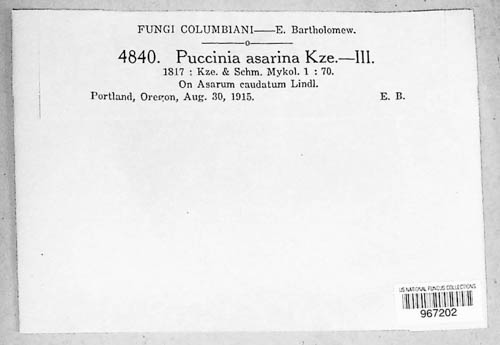 FUNGI COLUMBIANI—E. Bartholomew.
4840. Puccinia asarina Kze.—III.
1817 : Kze. & Schm. Mykol. 1 : 70.
On Asarum caudatum Lindl.
Portland, Oregon, Aug. 30, 1915. E. B.
US NATIONAL FUNGUS COLLECTIONS
967202